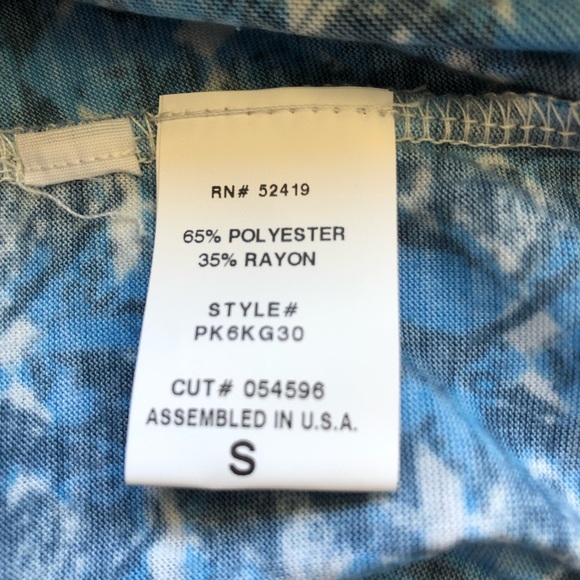 RN# 52419
65% POLYESTER
35% RAYON
STYLE#
PK6KG30
CUT# 054596
ASSEMBLED IN U.S.A.
S